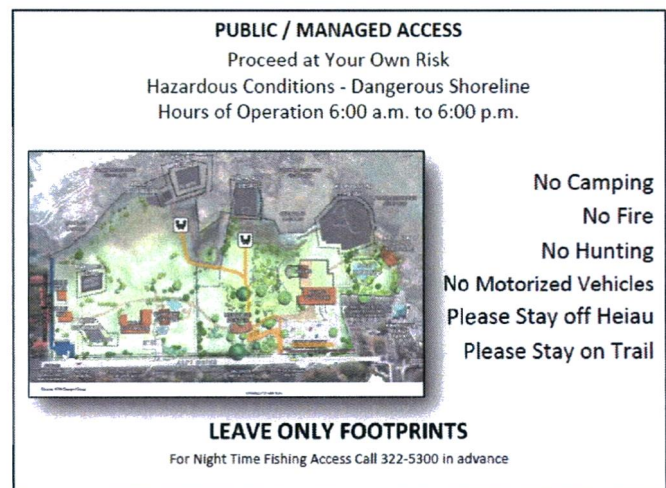 PUBLIC / MANAGED ACCESS
Proceed at Your Own Risk
Hazardous Conditions - Dangerous Shoreline
Hours of Operation 6:00 a.m. to 6:00 p.m.
No Camping
No Fire
No Hunting
No Motorized Vehicles
Please Stay off Heiau
Please Stay on Trail
LEAVE ONLY FOOTPRINTS
For Night Time Fishing Access Call 322-5300 in advance